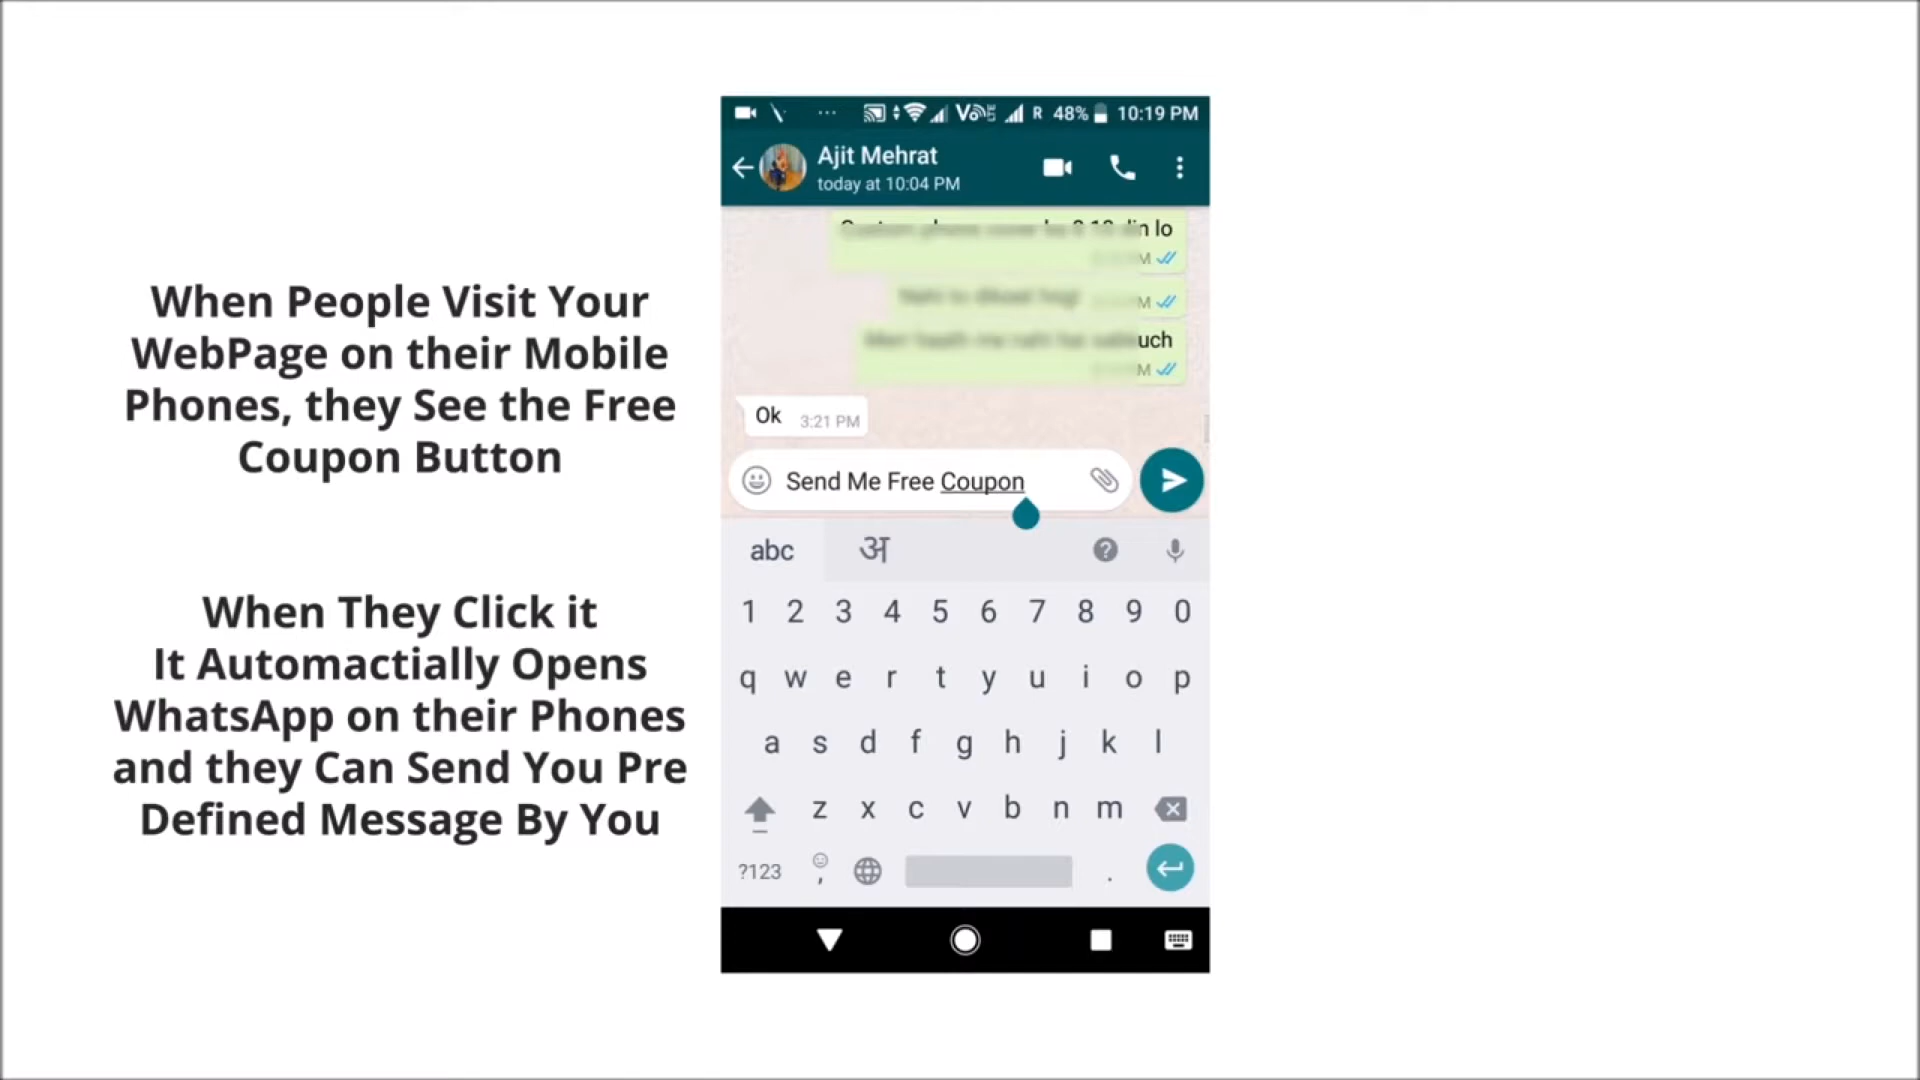 When People Visit Your
WebPage on their Mobile
Phones, they See the Free
Coupon Button
When They Click it
It Automactially Opens
WhatsApp on their Phones
and they Can Send You Pre
Defined Message By You
R 48% 10:19 PM
Ajit Mehrat
today at 10:04 PM
lo
M
M
uch
M
Ok 3:21 PM
Send Me Free Coupon
abc अ
1 2 3 4 5 6 7 8 9 0
q w e r t y u i o p
a s d f g h j k l
z x c v b n m
?123 , .